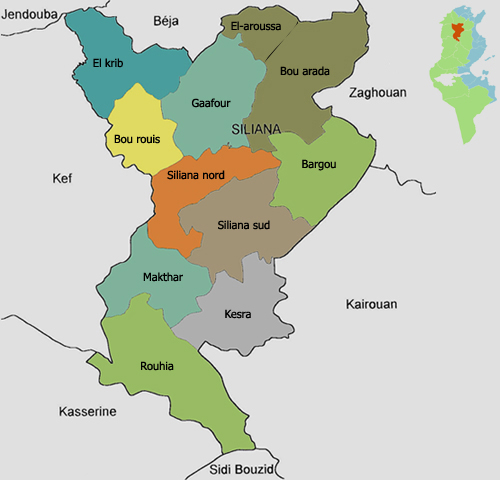 Jendouba
Béja
El-aroussa
El krib
Bou arada
Gaafour
Zaghouan
SILIANA
Bou rouis
Bargou
Kef
Siliana nord
Siliana sud
Makthar
Kairouan
Kesra
Rouhia
Kasserine
Sidi Bouzid